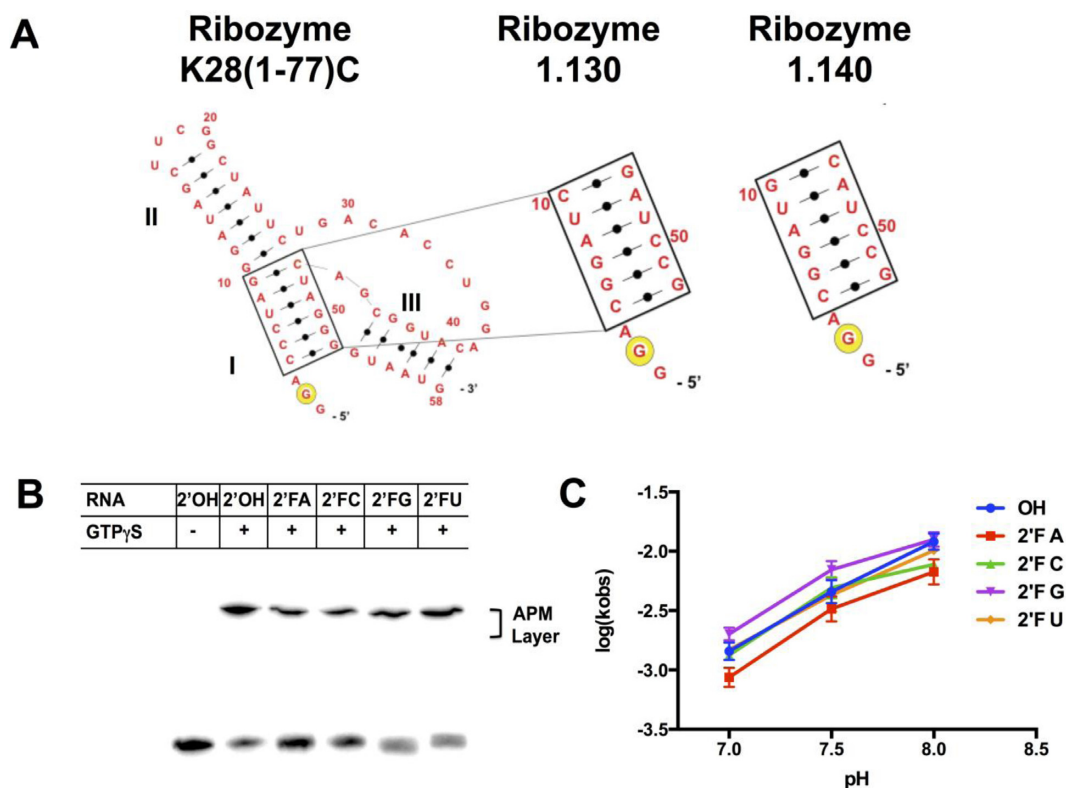 A
Ribozyme
K28(1-77)C
Ribozyme
1.130
Ribozyme
1.140
20
U C G G
U C
C U
G A
A U
U U
A C
G
G
II
30
U G A C A C C U G G A
10
G C
A U
U A
C G
C G
C G
50
I
A
G
G
- 5'
III
A G C G G U A C
40
G U A A U G
58
- 3'
10
C G
U A
A U
G C
G C
C G
50
A
G
G
- 5'
10
G C
U A
A U
G C
G C
C G
50
A
G
G
- 5'
B
RNA 2'OH 2'OH 2'FA 2'FC 2'FG 2'FU
GTPγS - + + + + +
APM
Layer
C
-1.5
-2.0
-2.5
-3.0
-3.5
log(kobs)
7.0 7.5 8.0 8.5
pH
OH
2'F A
2'F C
2'F G
2'F U